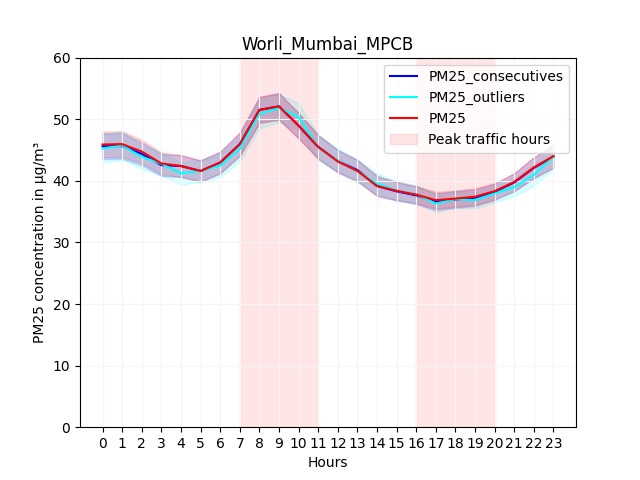 Worli_Mumbai_MPCB
PM25 concentration in µg/m³
60
50
40
30
20
10
0
PM25_consecutives
PM25_outliers
PM25
Peak traffic hours
0 1 2 3 4 5 6 7 8 9 10 11 12 13 14 15 16 17 18 19 20 21 22 23
Hours